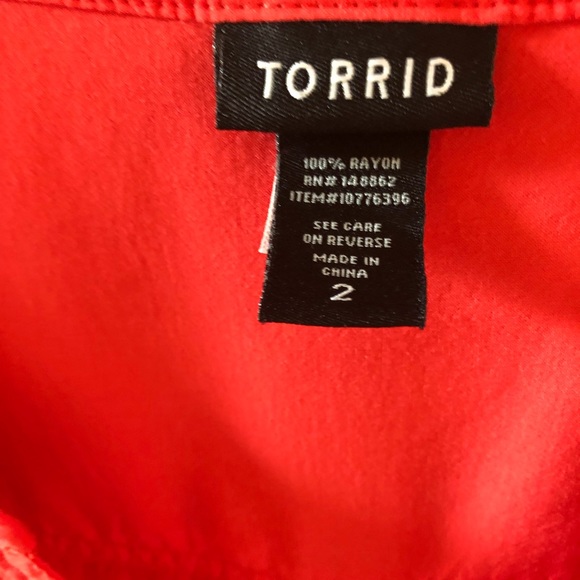 TORRID
100% RAYON
RN# 148862
ITEM#10776396
SEE CARE
ON REVERSE
MADE IN
CHINA
2